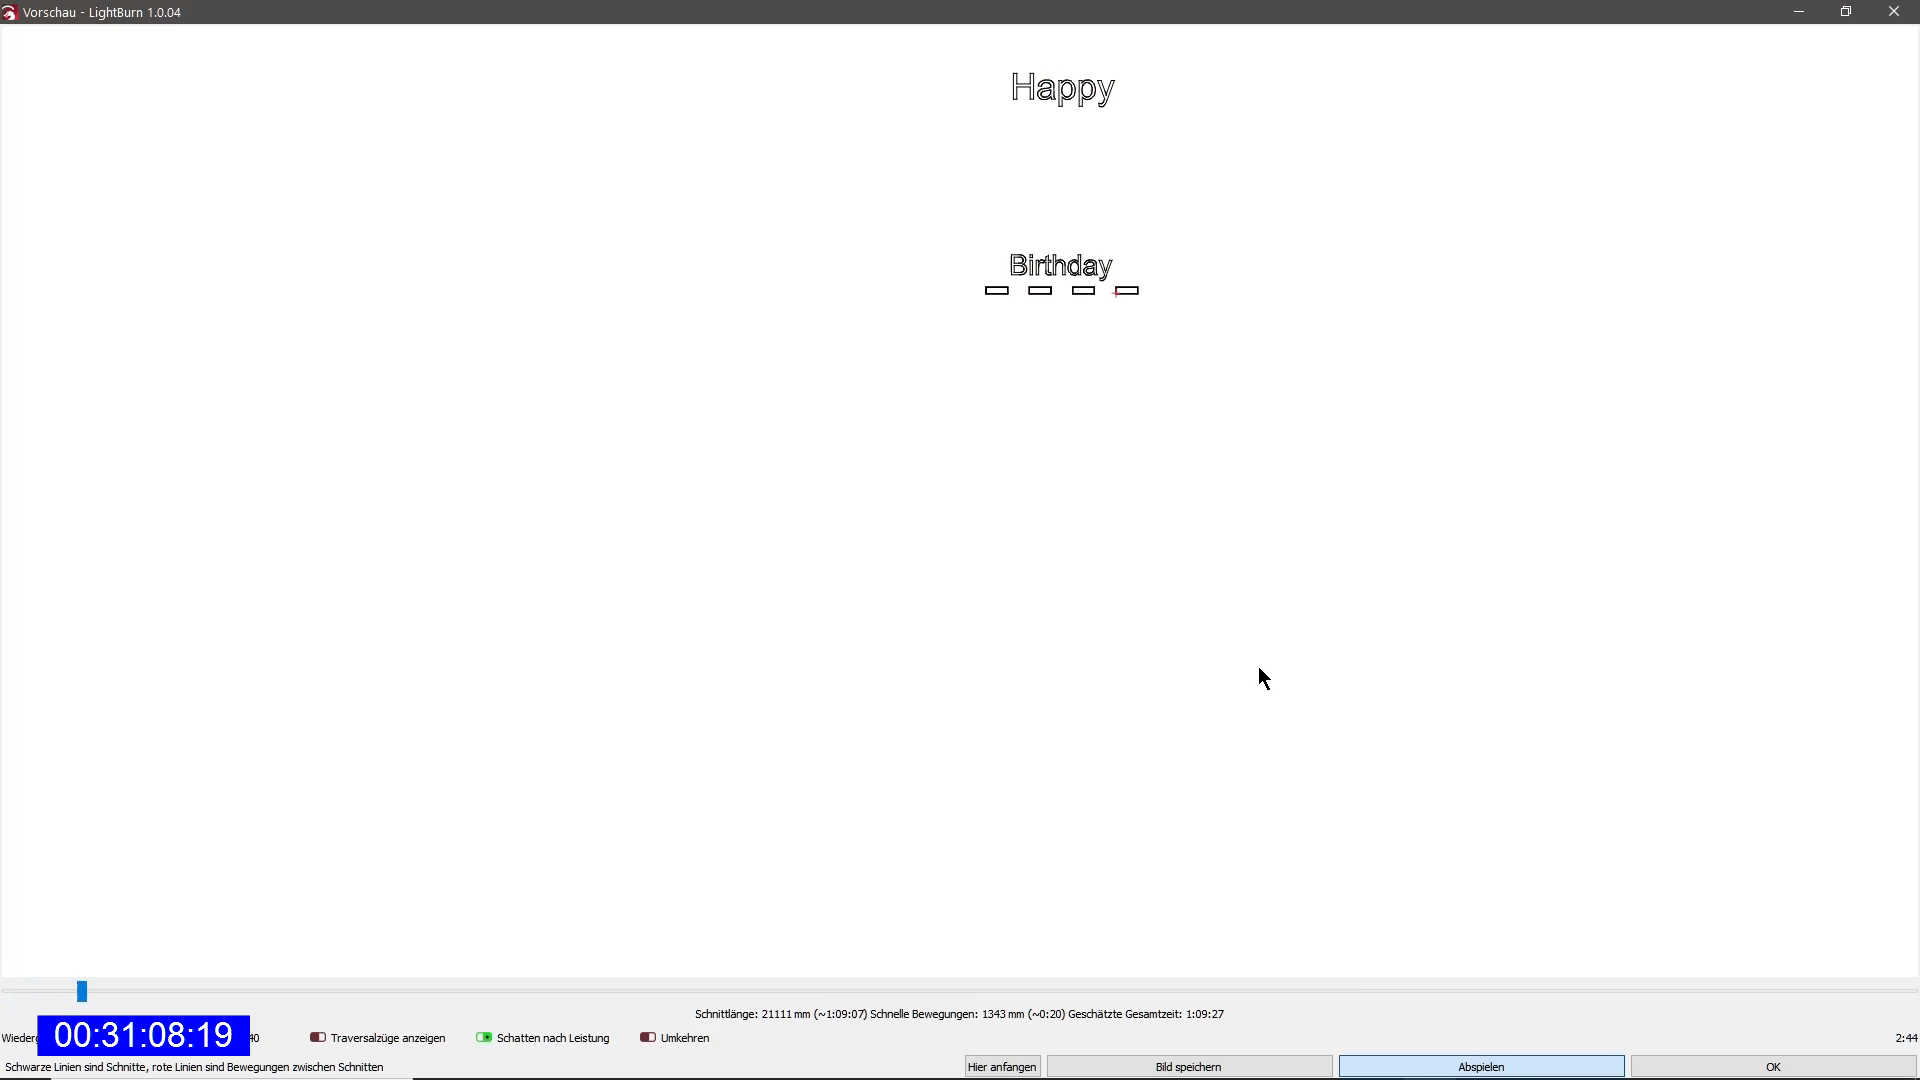 Vorschau - LightBurn 1.0.04
Happy
Birthday
Schnittlänge: 21111 mm (~1:09:07) Schnelle Bewegungen: 1343 mm (~0:20) Geschätzte Gesamtzeit: 1:09:27
00:31:08:19 Traversalzüge anzeigen Schatten nach Leistung Umkehren 2:44
Schwarze Linien sind Schnitte, rote Linien sind Bewegungen zwischen Schnitten Hier anfangen Bild speichern Abspielen OK